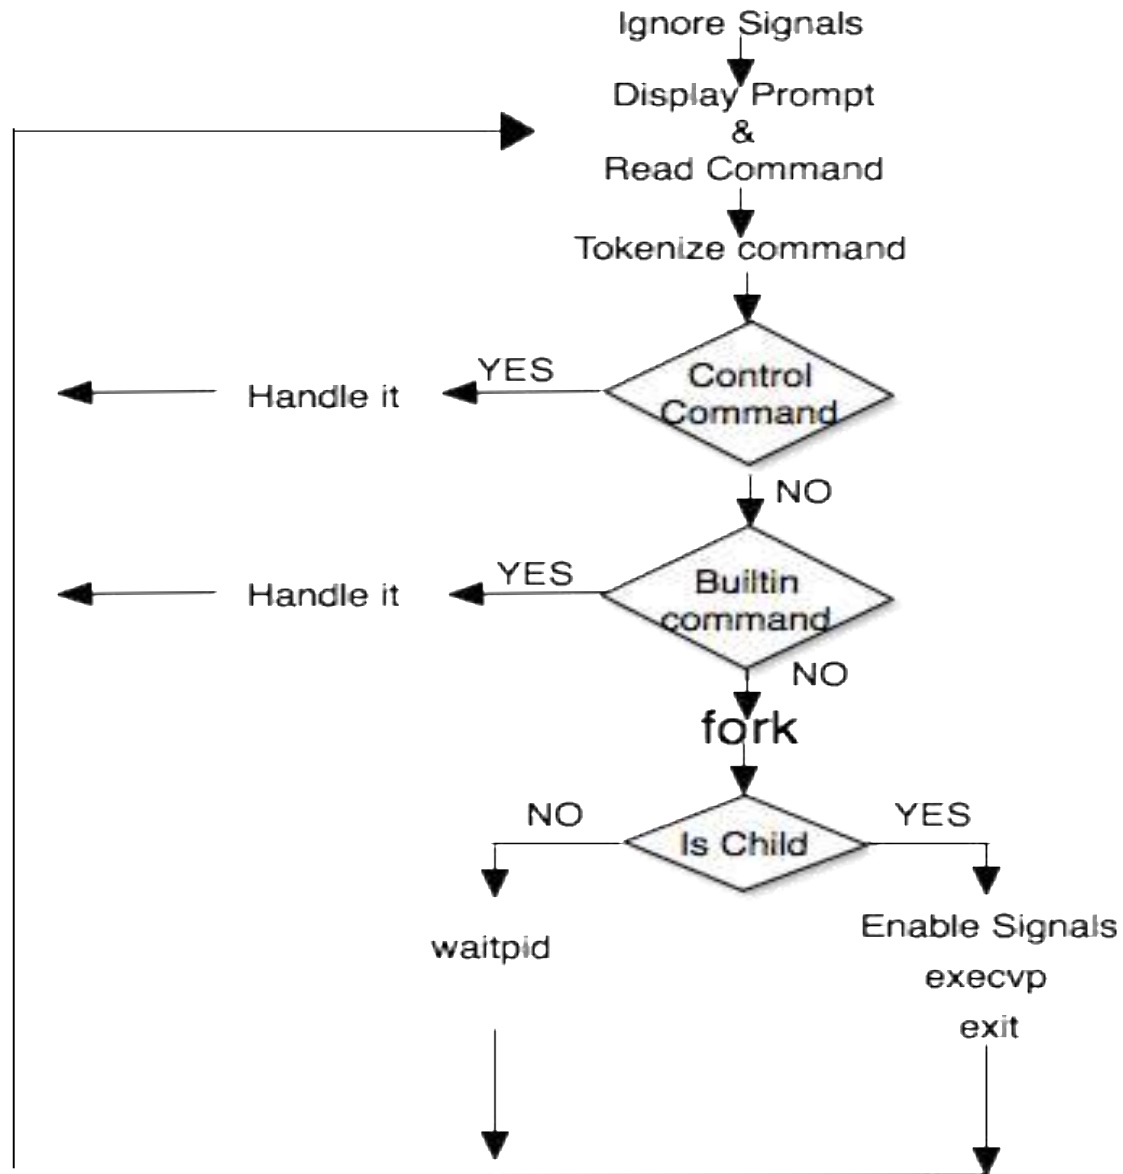 Ignore Signals
Display Prompt
&
Read Command
Tokenize command
YES
Control
Command
Handle it
NO
YES
Builtin
command
Handle it
NO
fork
NO
YES
Is Child
Enable Signals
waitpid
execvp
exit